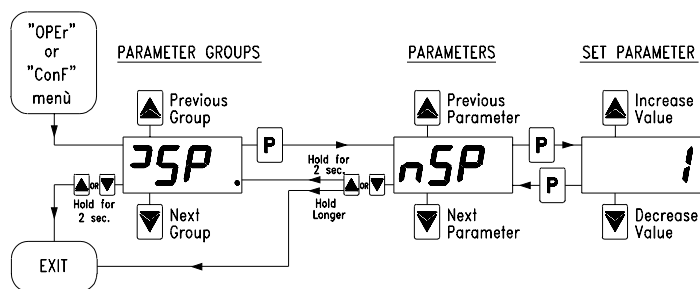 "OPEr"
or
"ConF"
menù
PARAMETER GROUPS
PARAMETERS
SET PARAMETER
Previous
Group
Previous
Parameter
Increase
Value
P
P
SP.
Hold for
2 sec.
nSP
1
OR
Hold for
2 sec.
OR
Hold
Longer
P
Next
Group
Next
Parameter
Decrease
Value
EXIT